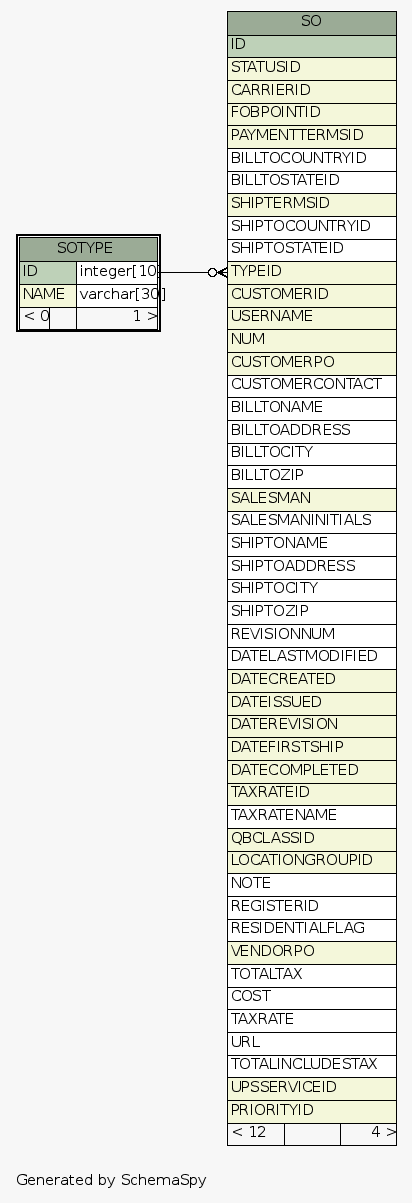 SO
ID
STATUSID
CARRIERID
FOBPOINTID
PAYMENTTERMSID
BILLTOCOUNTRYID
BILLTOSTATEID
SHIPTERMSID
SHIPTOCOUNTRYID
SHIPTOSTATEID
TYPEID
CUSTOMERID
USERNAME
NUM
CUSTOMERPO
CUSTOMERCONTACT
BILLTONAME
BILLTOADDRESS
BILLTOCITY
BILLTOZIP
SALESMAN
SALESMANINITIALS
SHIPTONAME
SHIPTOADDRESS
SHIPTOCITY
SHIPTOZIP
REVISIONNUM
DATELASTMODIFIED
DATECREATED
DATEISSUED
DATEREVISION
DATEFIRSTSHIP
DATECOMPLETED
TAXRATEID
TAXRATENAME
QBCLASSID
LOCATIONGROUPID
NOTE
REGISTERID
RESIDENTIALFLAG
VENDORPO
TOTALTAX
COST
TAXRATE
URL
TOTALINCLUDESTAX
UPSSERVICEID
PRIORITYID
< 12 4 >
SOTYPE
ID integer[10]
NAME varchar[30]
< 0 1 >
Generated by SchemaSpy